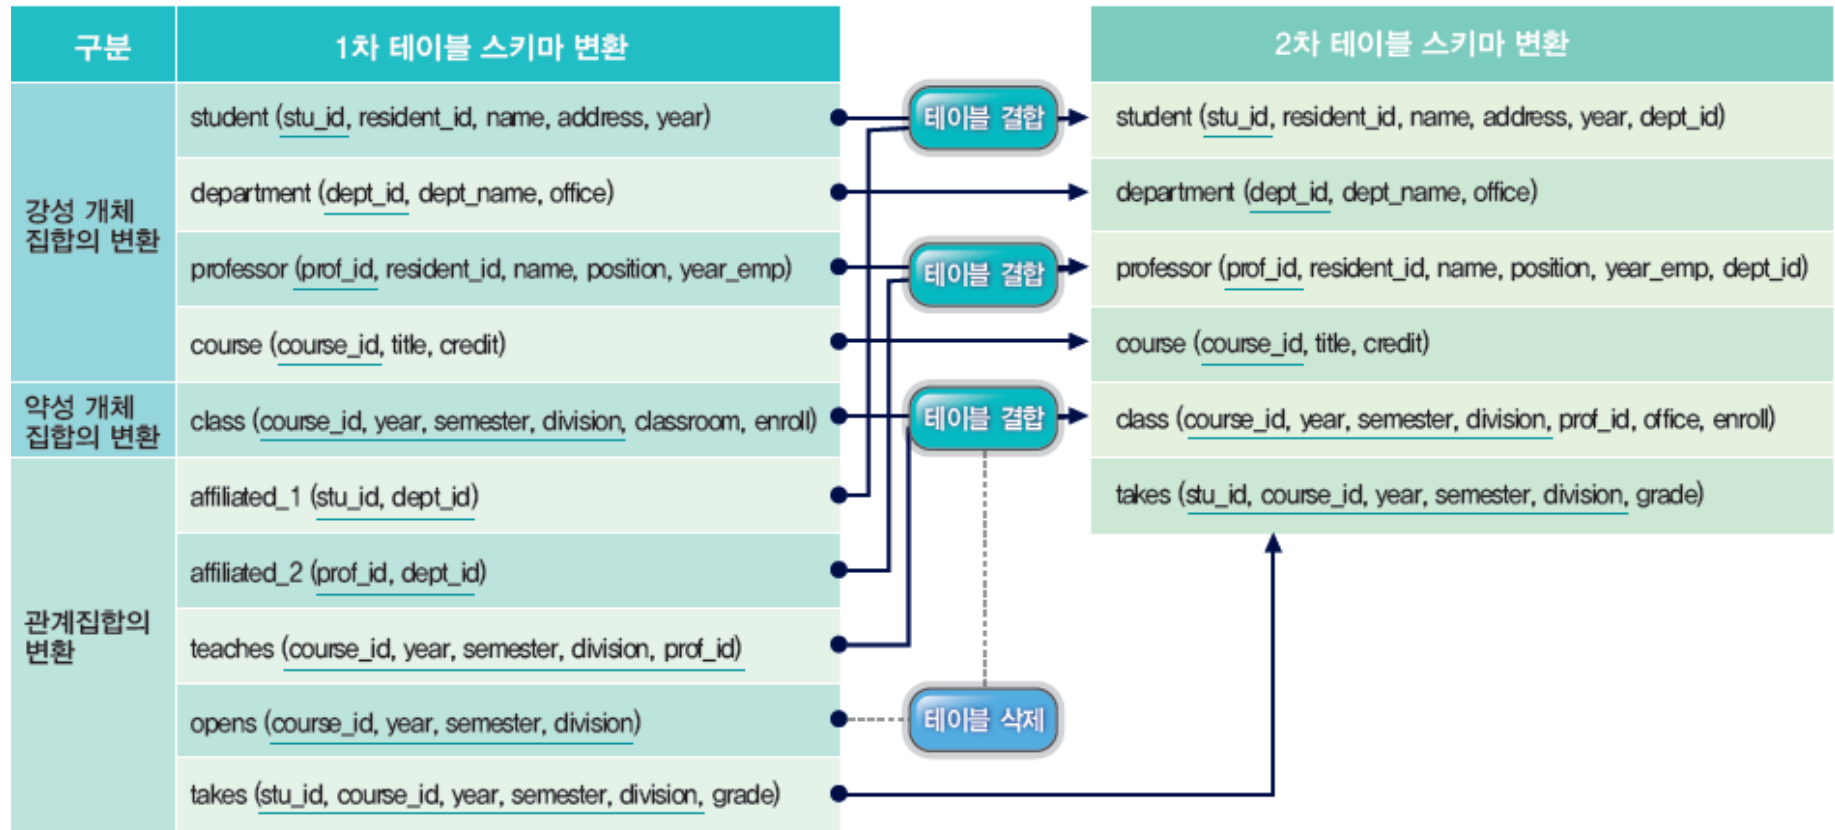 구분
1차 테이블 스키마 변환
2차 테이블 스키마 변환
강성 개체
집합의 변환
student (stu_id, resident_id, name, address, year)
테이블 결합
student (stu_id, resident_id, name, address, year, dept_id)
department (dept_id, dept_name, office)
department (dept_id, dept_name, office)
professor (prof_id, resident_id, name, position, year_emp)
테이블 결합
professor (prof_id, resident_id, name, position, year_emp, dept_id)
course (course_id, title, credit)
course (course_id, title, credit)
약성 개체
집합의 변환
class (course_id, year, semester, division, classroom, enroll)
테이블 결합
class (course_id, year, semester, division, prof_id, office, enroll)
관계집합의
변환
affiliated_1 (stu_id, dept_id)
takes (stu_id, course_id, year, semester, division, grade)
affiliated_2 (prof_id, dept_id)
teaches (course_id, year, semester, division, prof_id)
opens (course_id, year, semester, division)
테이블 삭제
takes (stu_id, course_id, year, semester, division, grade)